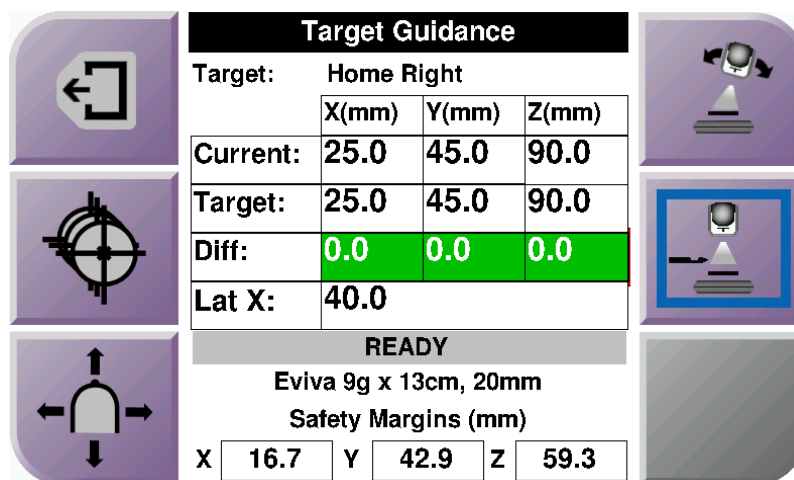 Target Guidance
Target: Home Right
X(mm) Y(mm) Z(mm)
Current: 25.0 45.0 90.0
Target: 25.0 45.0 90.0
Diff: 0.0 0.0 0.0
Lat X: 40.0
READY
Eviva 9g x 13cm, 20mm
Safety Margins (mm)
X 16.7 Y 42.9 Z 59.3